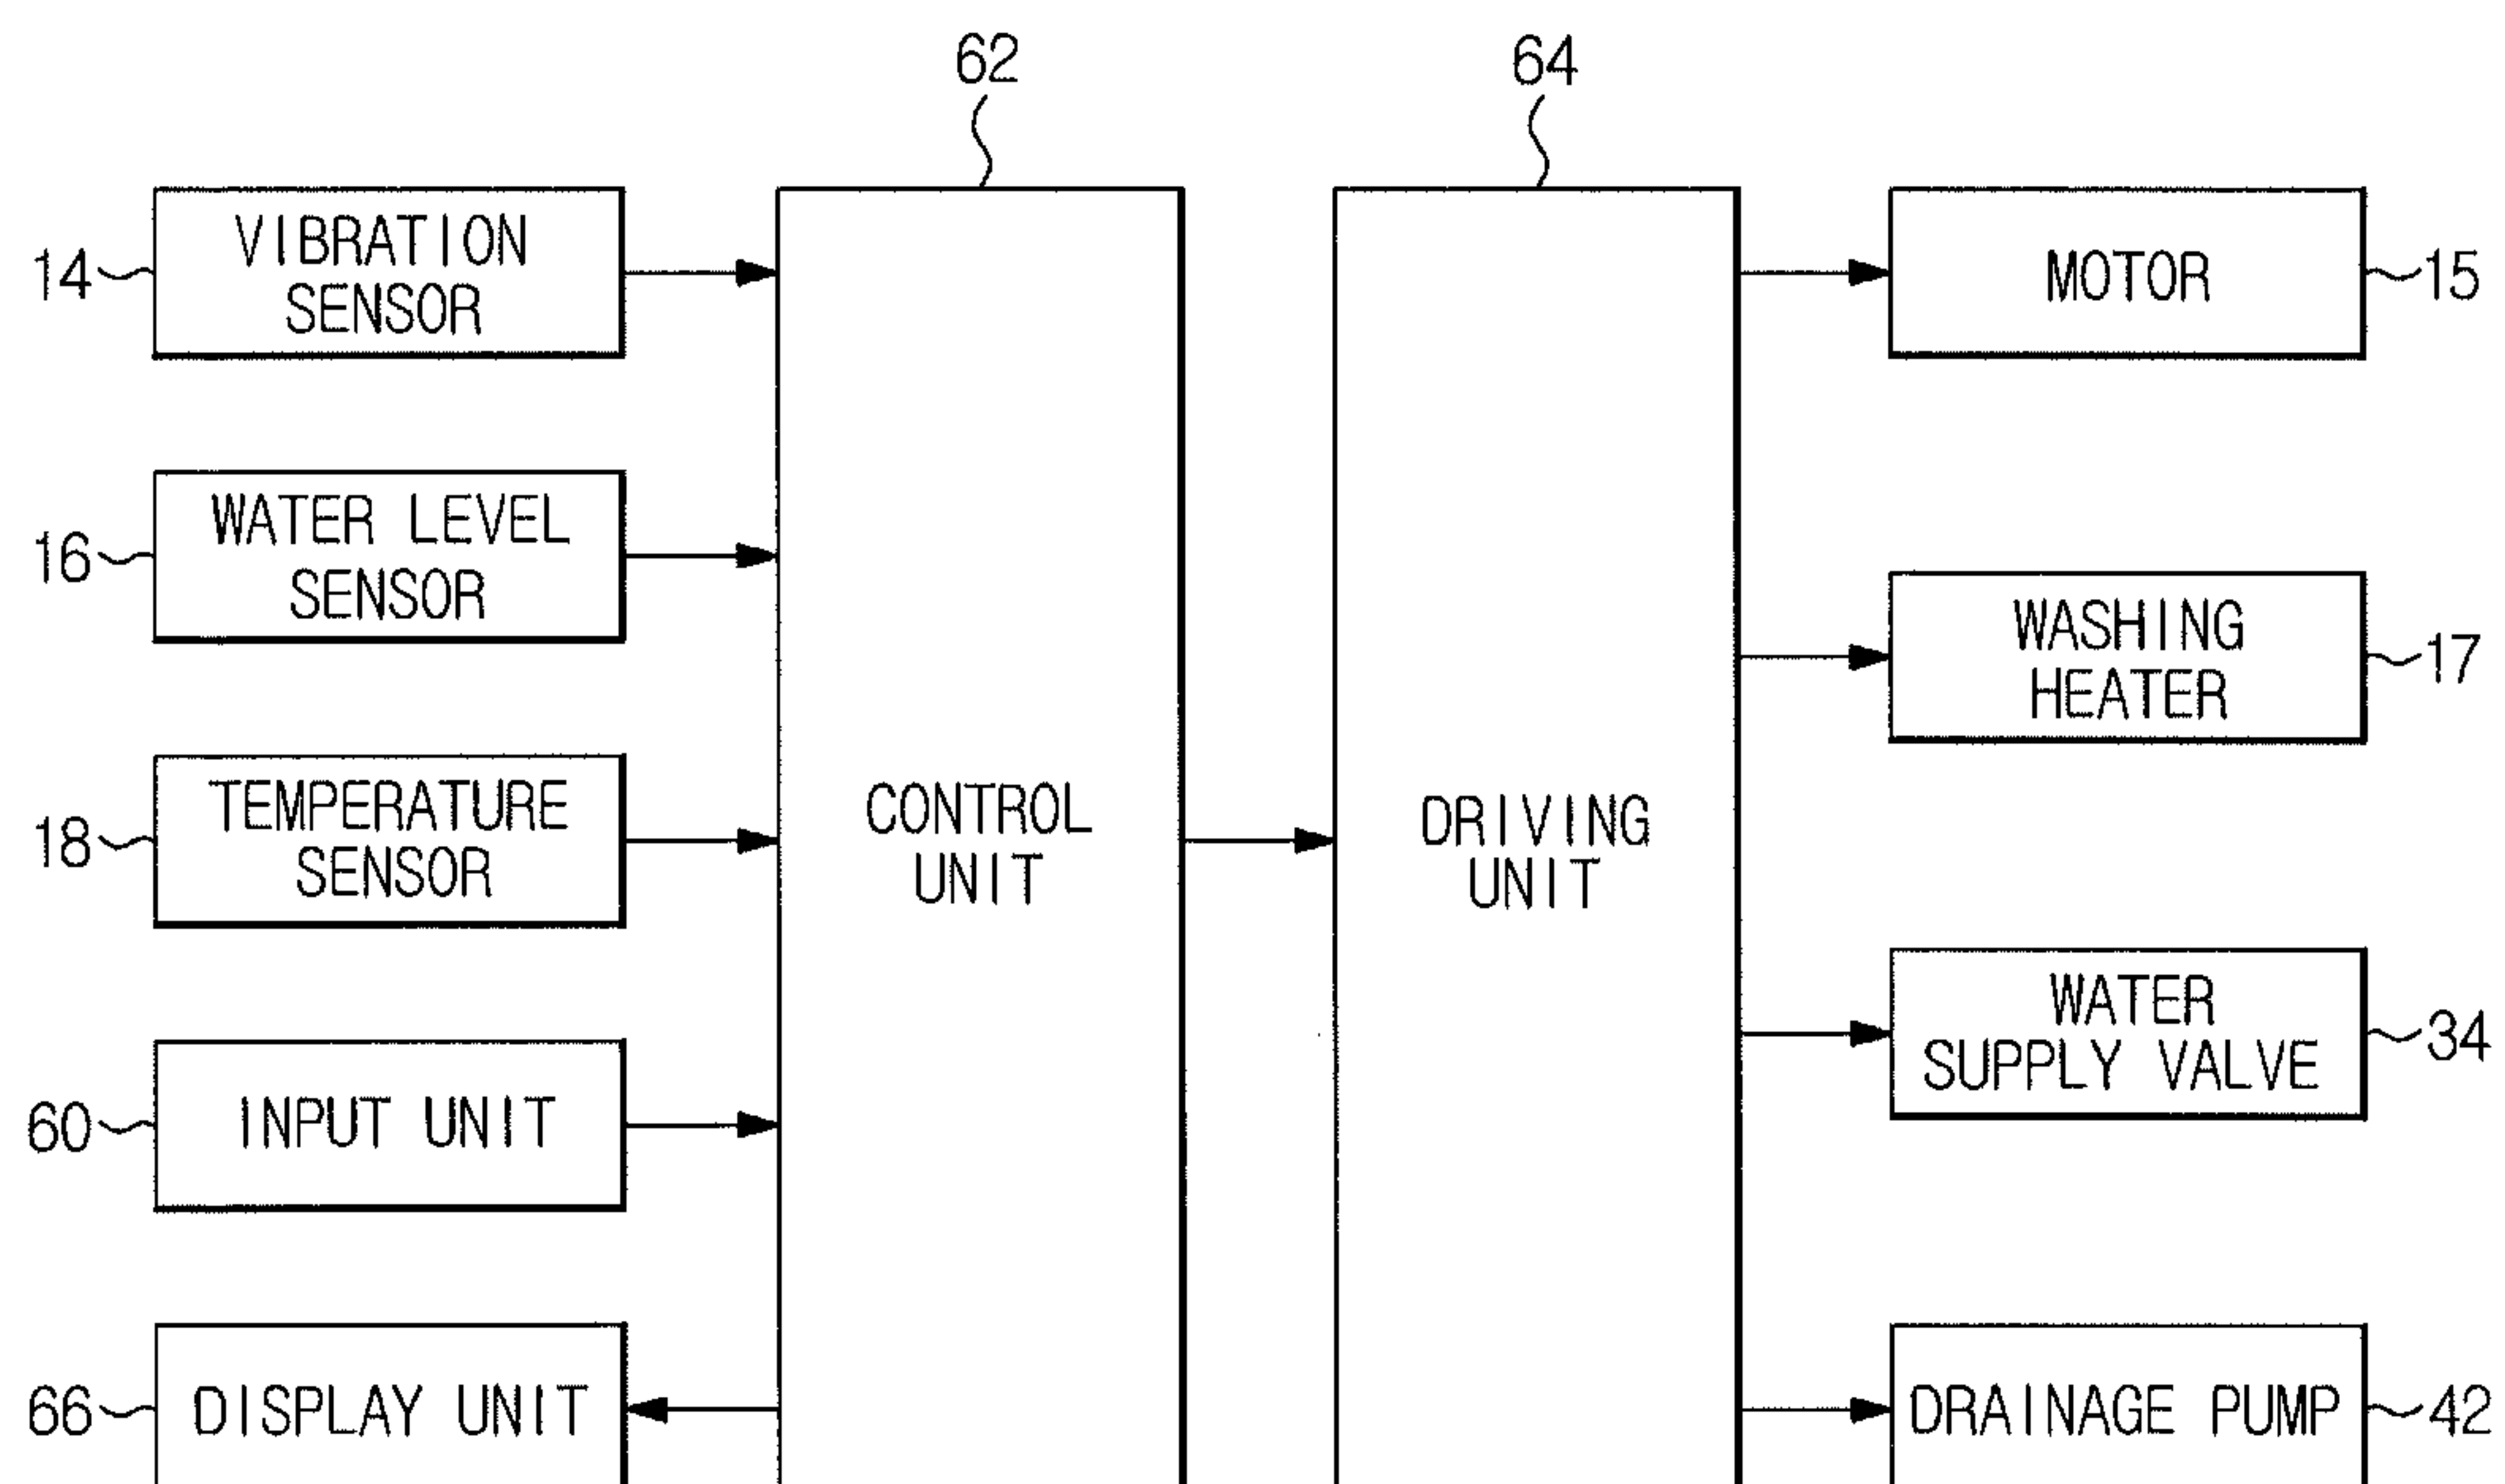 62
64
14
VIBRATION
SENSOR
MOTOR
15
16
WATER LEVEL
SENSOR
WASHING
HEATER
17
18
TEMPERATURE
SENSOR
CONTROL
UNIT
DRIVING
UNIT
WATER
SUPPLY VALVE
34
60
INPUT UNIT
66
DISPLAY UNIT
DRAINAGE PUMP
42